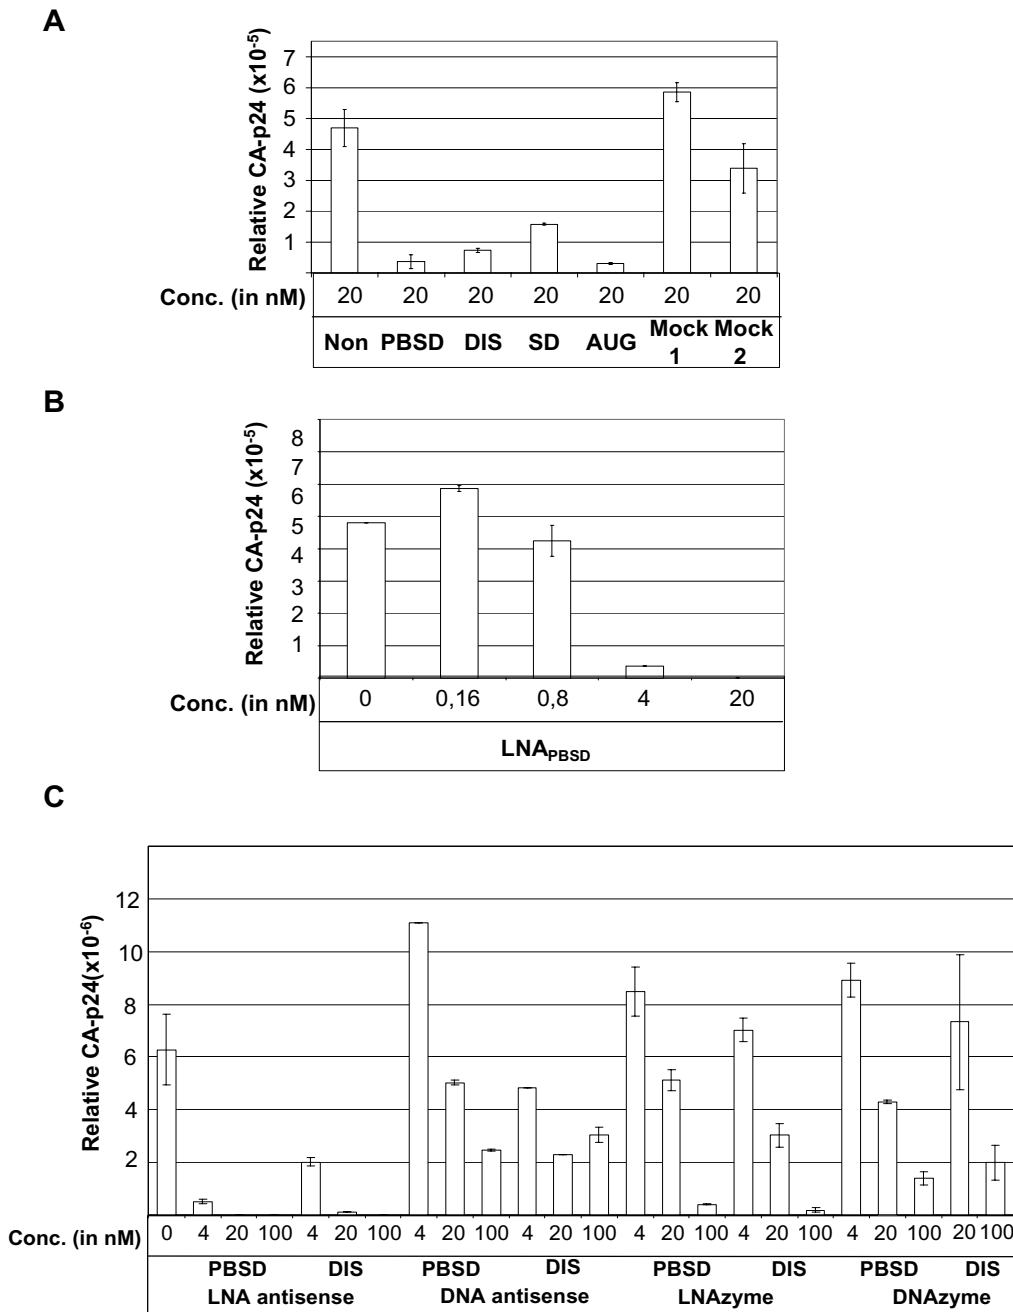 A
Relative CA-p24 (x10-5)
7
6
5
4
3
2
1
Conc. (in nM) 20 20 20 20 20 20 20
Non PBSD DIS SD AUG Mock 1 Mock 2
B
Relative CA-p24 (x10-5)
8
7
6
5
4
3
2
1
Conc. (in nM) 0 0,16 0,8 4 20
LNAPBSD
C
Relative CA-p24(x10-6)
12
10
8
6
4
2
Conc. (in nM) 0 4 20 100 4 20 100 4 20 100 4 20 100 4 20 100 4 20 100 4 20 100 20 100
PBSD DIS PBSD DIS PBSD DIS PBSD DIS
LNA antisense DNA antisense LNAzyme DNAzyme